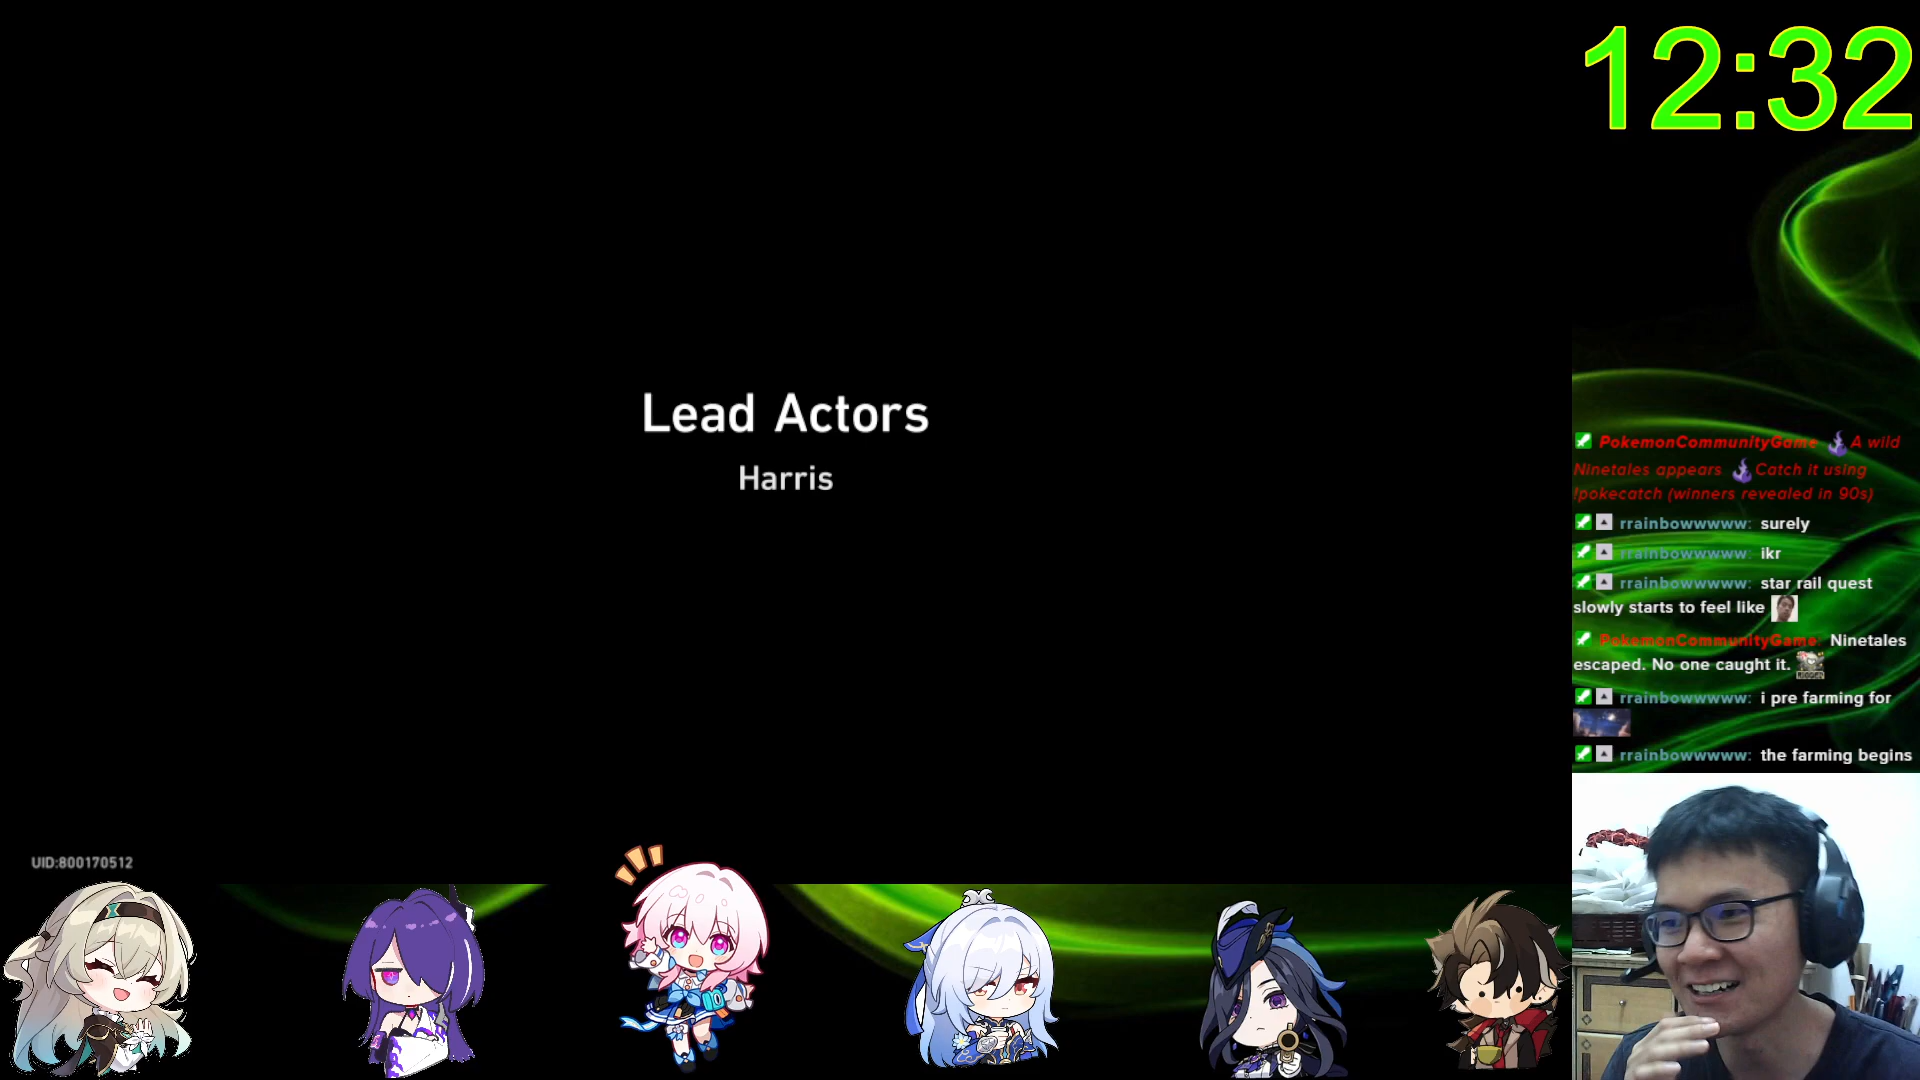 12:32
Lead Actors
Harris
PokemonCommunityGame A wild
Ninetales appears Catch it using
!pokecatch (winners revealed in 90s)
rrainbowwwww: surely
rrainbowwwww: ikr
rrainbowwwww: star rail quest
slowly starts to feel like
PokemonCommunityGame: Ninetales
escaped. No one caught it.
rrainbowwwww: i pre farming for
rrainbowwwww: the farming begins
UID:800170512